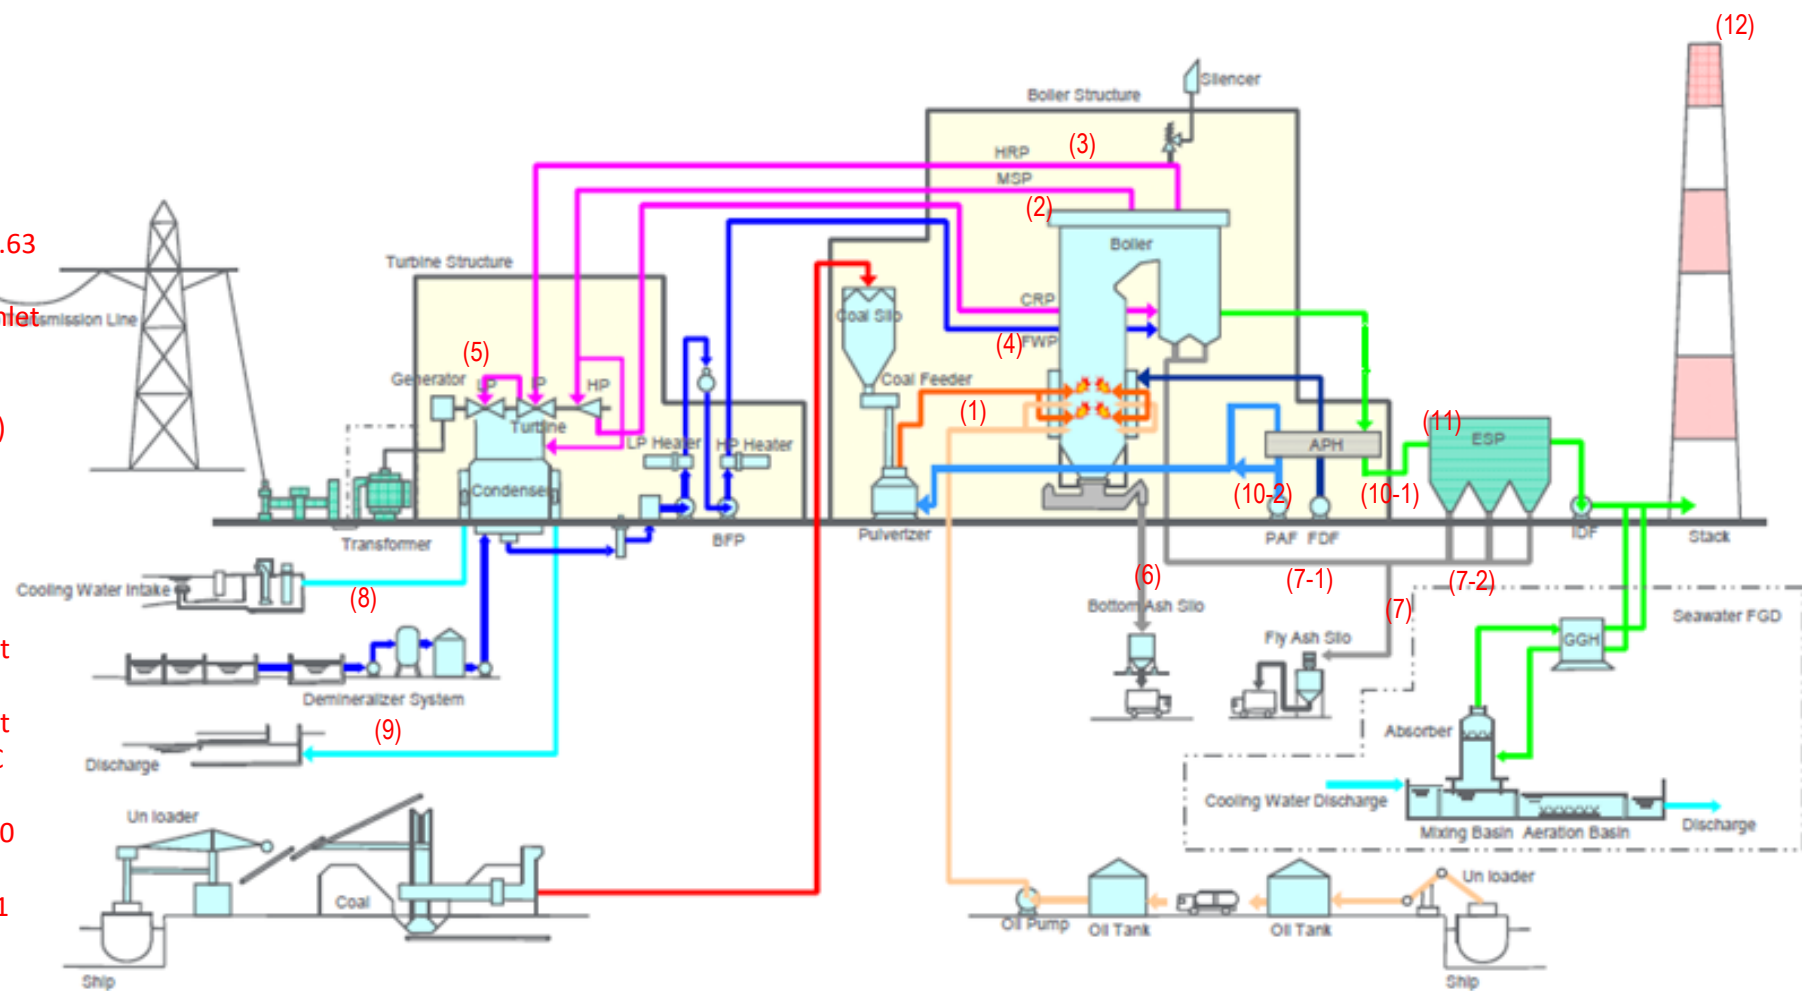 (12)
Silencer
Boiler Structure
HRP
(3)
MSP
(2)
.63
Boiler
Turbine Structure
CRP
nlet
Transmission Line
Coal Silo
(4)
FWP
(5)
Generator
LP
IP
HP
Coal Feeder
(1)
(11)
)
Turbine
LP Heater
HP Heater
APH
ESP
Condenser
(10-2)
(10-1)
Transformer
BFP
Pulverizer
PAF
FDF
IDF
Stack
Cooling Water Intake
(8)
(6)
(7-1)
(7-2)
Bottom Ash Silo
(7)
Seawater FGD
Fly Ash Silo
GGH
t
Demineralizer System
t
(9)
Absorber
Discharge
Cooling Water Discharge
Un loader
Mixing Basin
Aeration Basin
Discharge
0
Un loader
Coal
1
Oil Pump
Oil Tank
Oil Tank
Ship
Ship